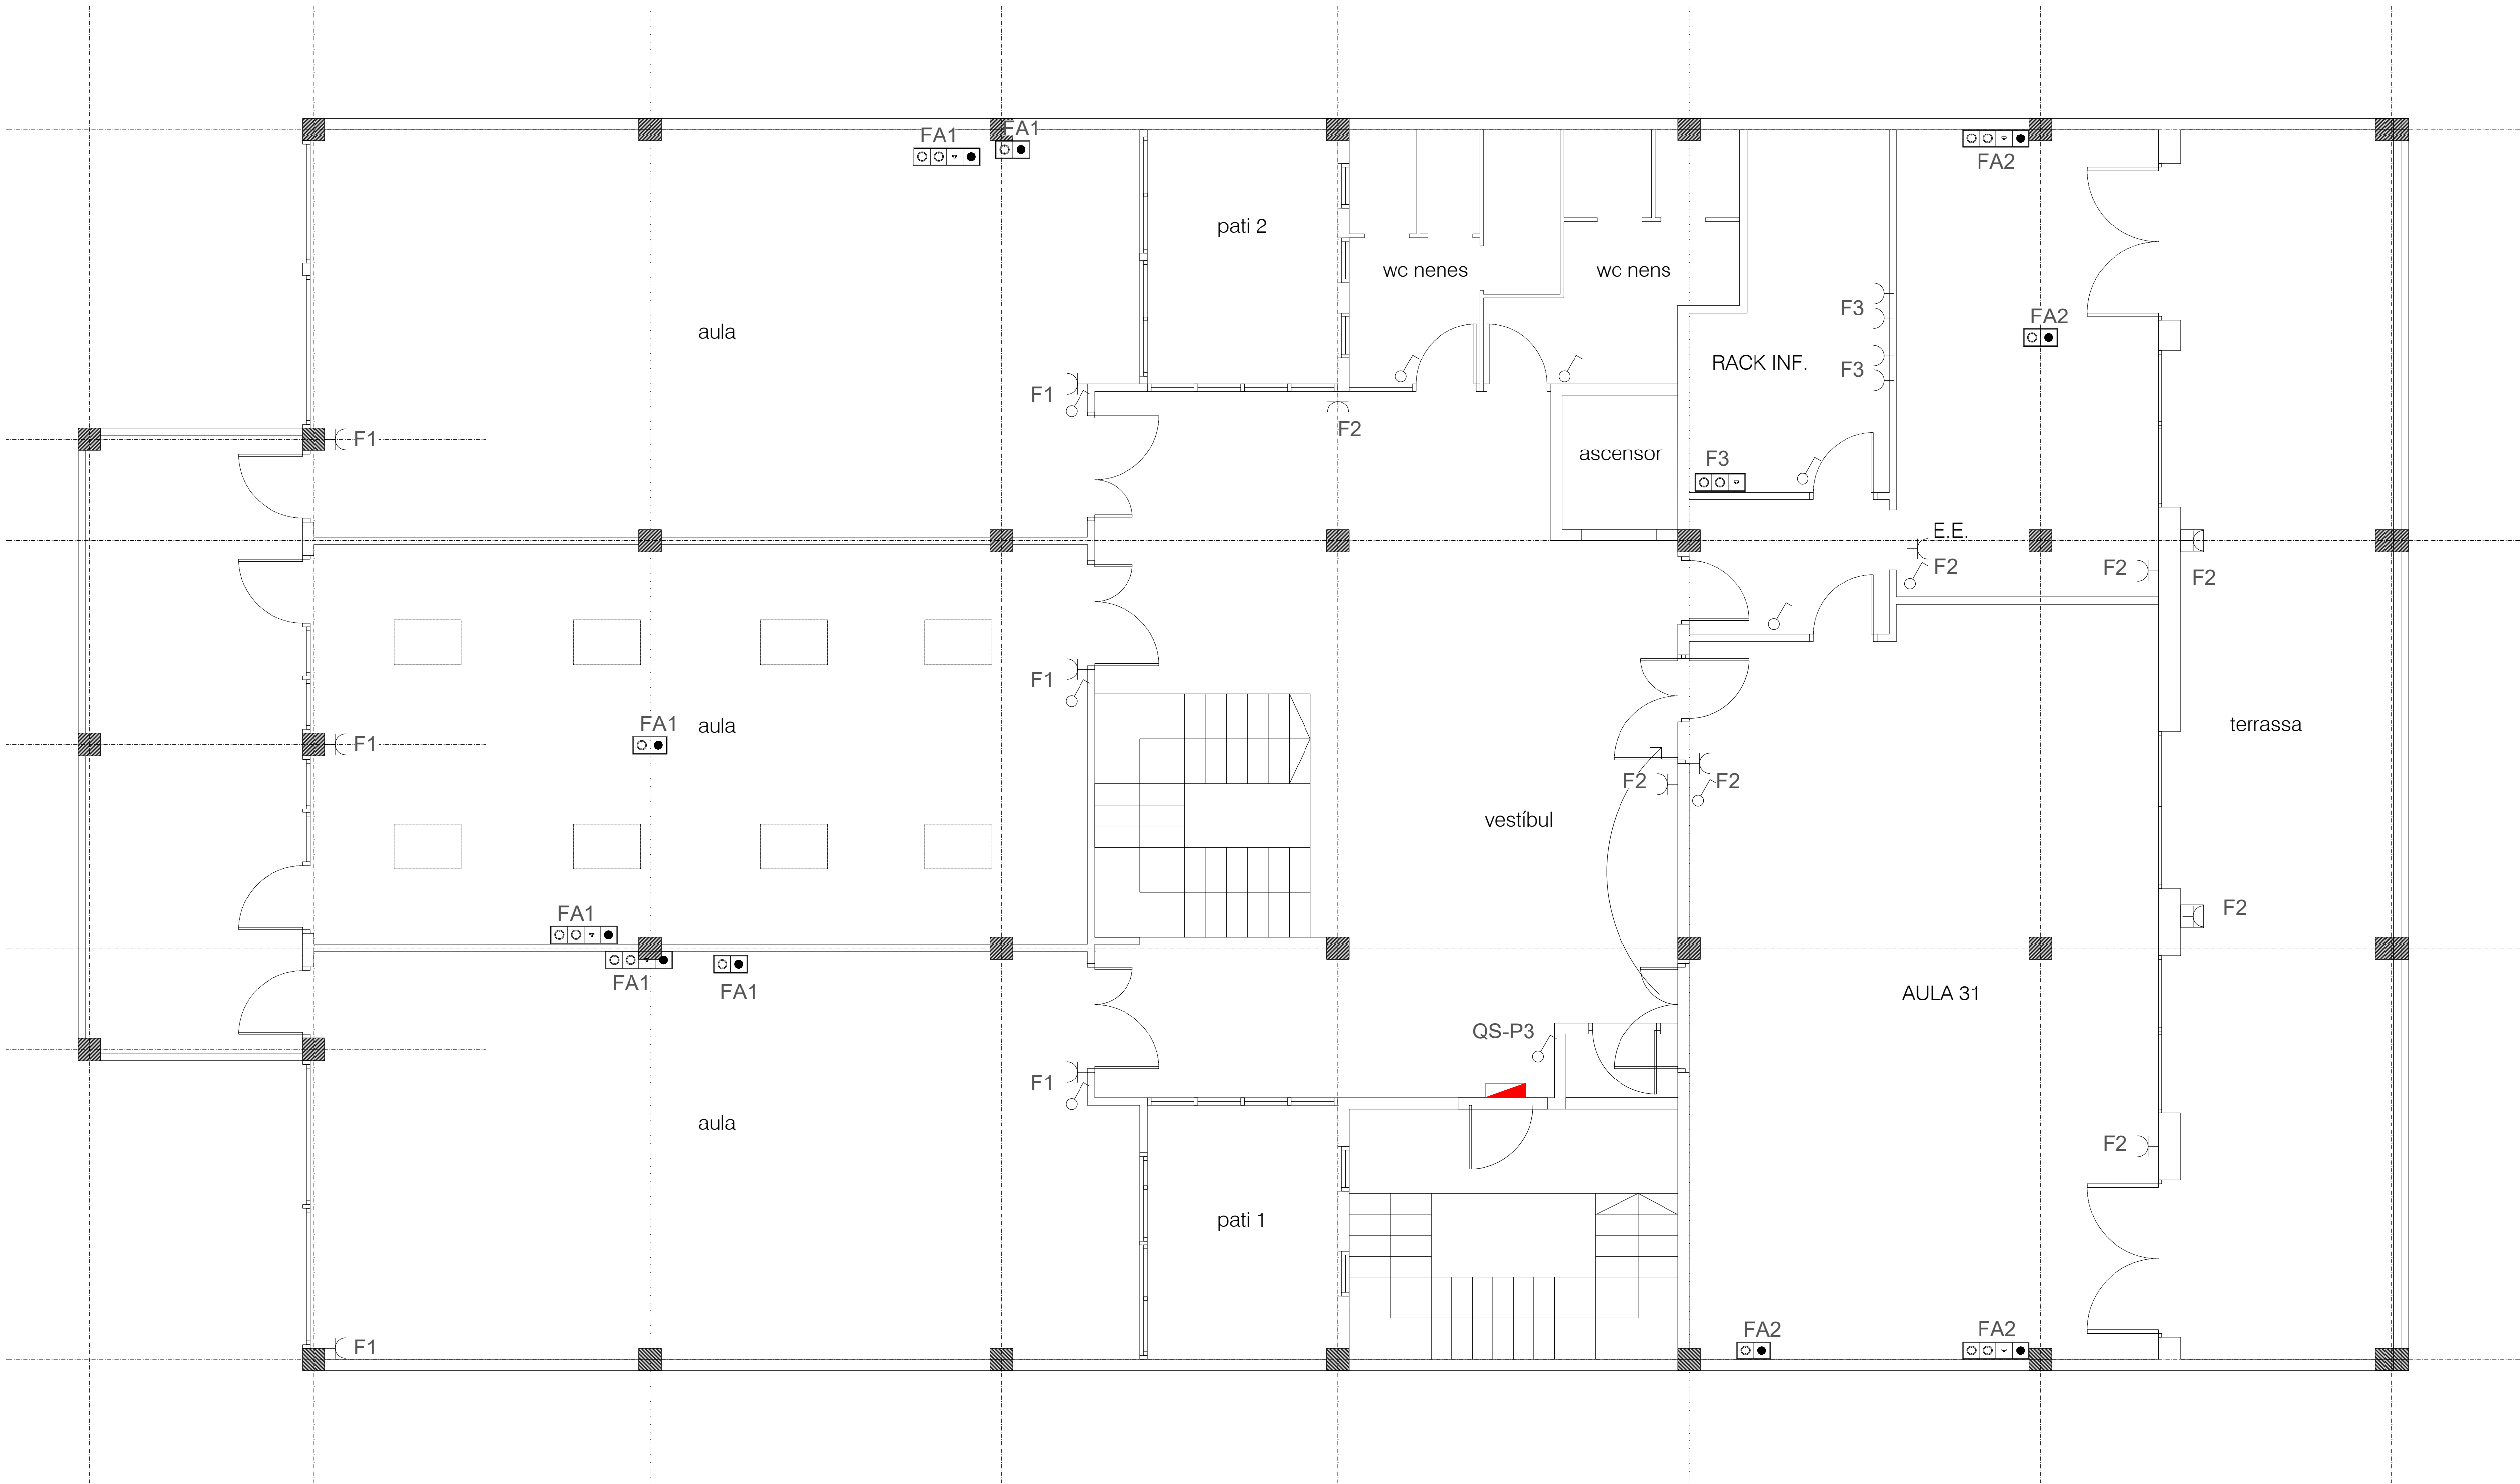 FA1
FA1
FA2
pati 2
wc nenes
wc nens
F3
FA2
aula
RACK INF.
F3
F1
F2
F1
ascensor
F3
E.E.
F2
F2
F2
F1
FA1
aula
F1
terrassa
F2
F2
vestíbul
FA1
F2
FA1
FA1
AULA 31
QS-P3
F1
aula
F2
pati 1
F1
FA2
FA2